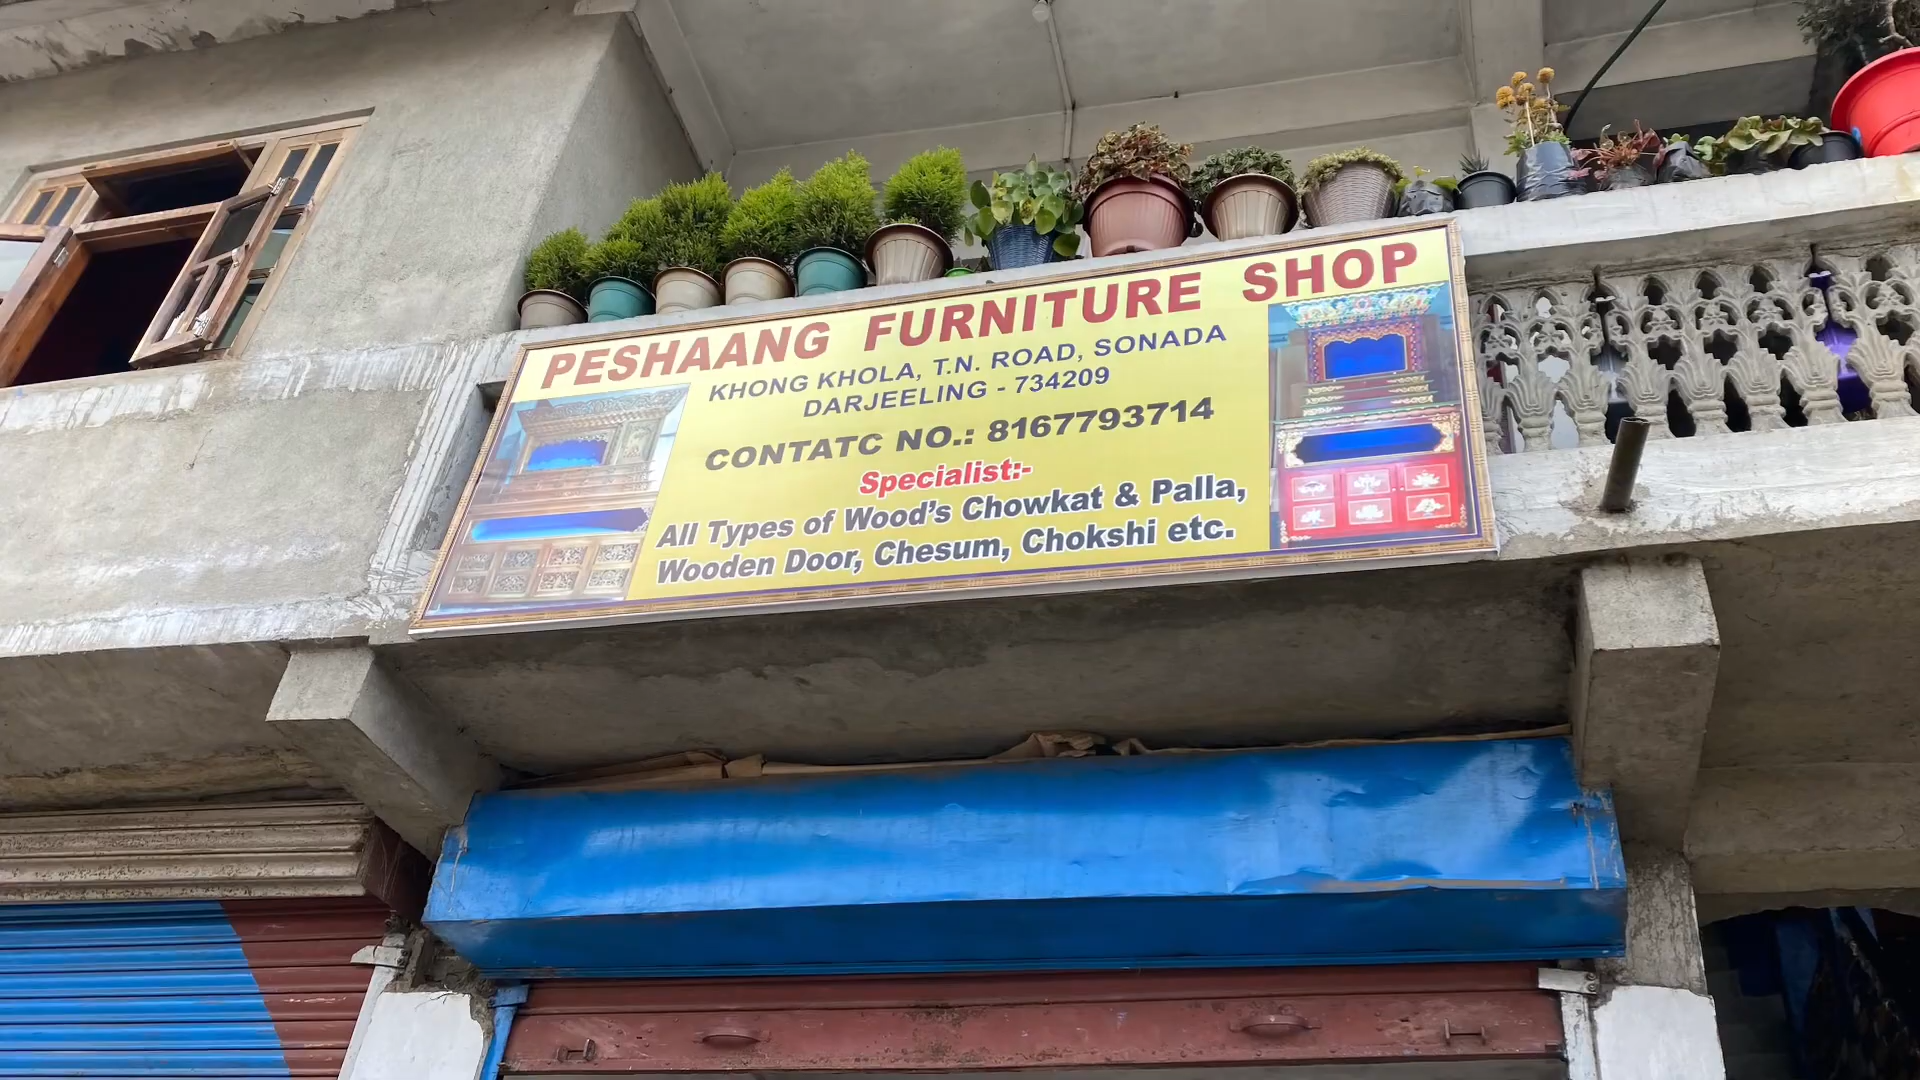 PESHAANG FURNITURE SHOP
KHONG KHOLA, T.N. ROAD, SONADA
DARJEELING - 734209
CONTATC NO.: 8167793714
Specialist:-
All Types of Wood's Chowkat & Palla,
Wooden Door, Chesum, Chokshi etc.